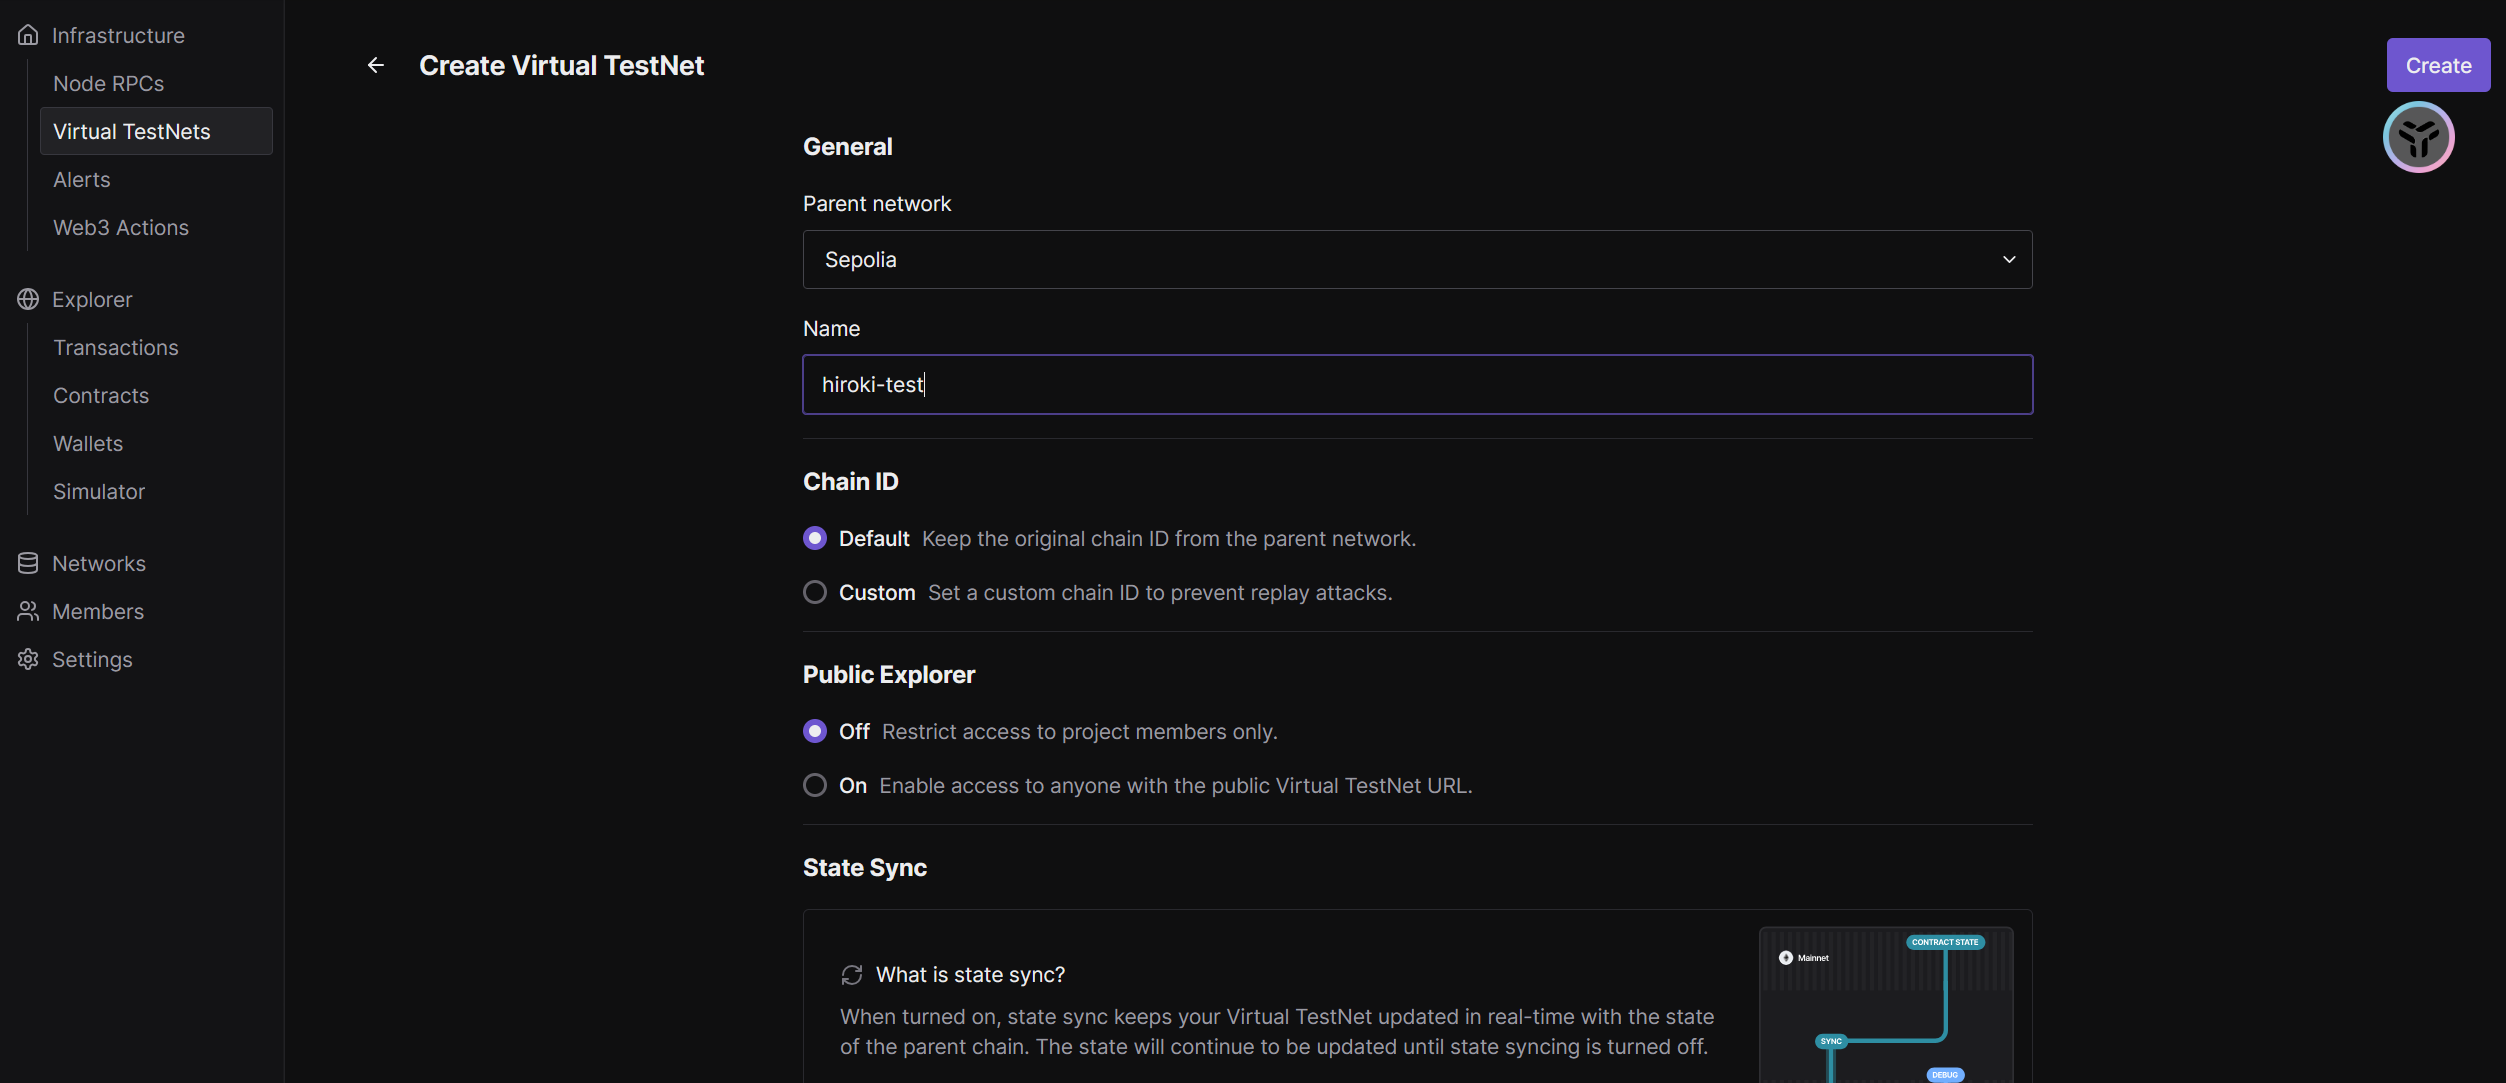 Infrastructure
Node RPCs
Virtual TestNets
Alerts
Web3 Actions
Explorer
Transactions
Contracts
Wallets
Simulator
Networks
Members
Settings
Create Virtual TestNet
Create
General
Parent network
Sepolia
Name
hiroki-test
Chain ID
Default Keep the original chain ID from the parent network.
Custom Set a custom chain ID to prevent replay attacks.
Public Explorer
Off Restrict access to project members only.
On Enable access to anyone with the public Virtual TestNet URL.
State Sync
What is state sync?
When turned on, state sync keeps your Virtual TestNet updated in real-time with the state
of the parent chain. The state will continue to be updated until state syncing is turned off.
CONTRACT STATE
Mainnet
SYNC
DEBUG